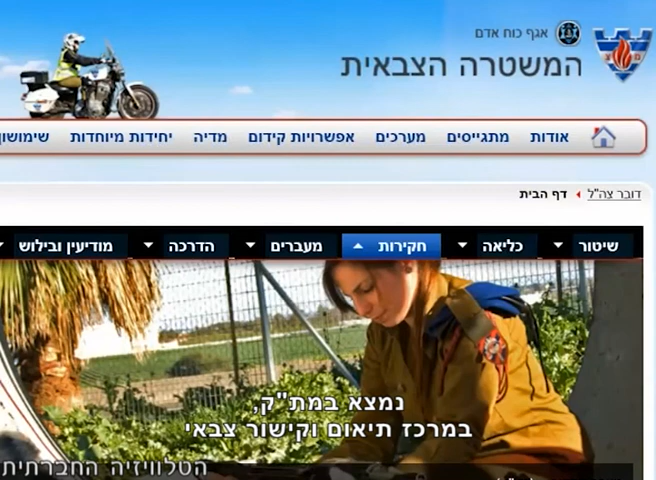 אגף כוח אדם
המשטרה הצבאית
אודות מתגייסים מערכים אפשרויות קידום מדיה יחידות מיוחדות שימושון
דובר צה"ל דף הבית
שיטור כליאה חקירות מעברים הדרכה מודיעין ובילוש
נמצא במת"ק,
במרכז תיאום וקישור צבאי
הטלוויזיה החברתית